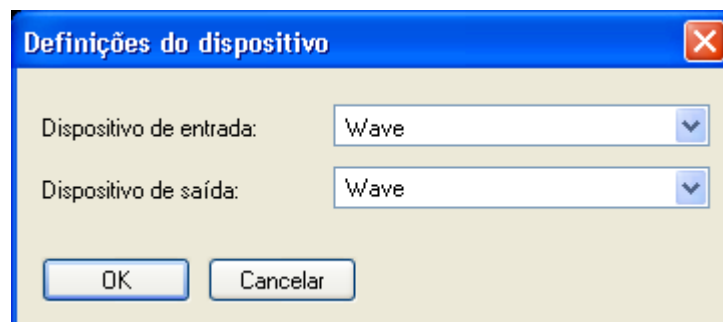 Definições do dispositivo
Dispositivo de entrada: Wave
Dispositivo de saída: Wave
OK Cancelar